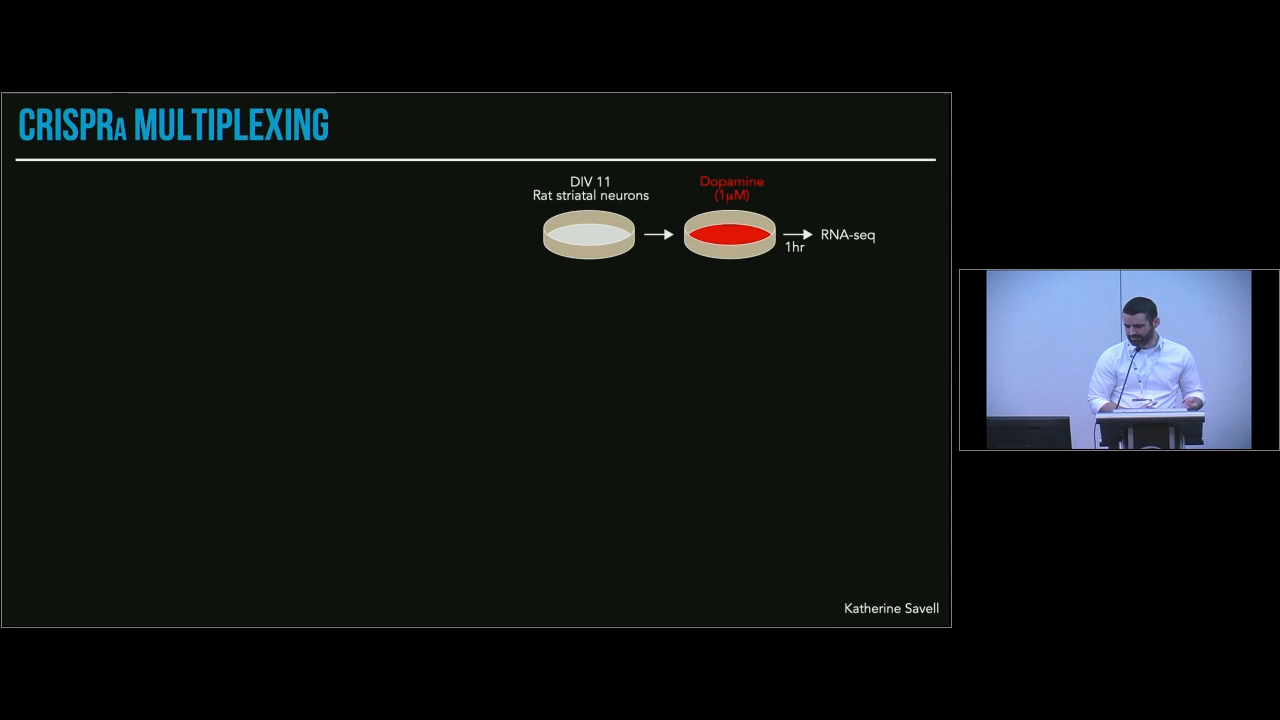 CRISPRA MULTIPLEXING
DIV 11
Rat striatal neurons
Dopamine
(1µM)
1hr
RNA-seq
Katherine Savell